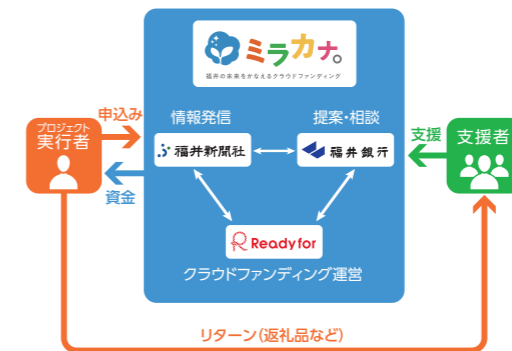 ミラカナ。
福井の未来をかなえるクラウドファンディング
申込み
情報発信
提案・相談
プロジェクト
実行者
福井新聞社
福井銀行
支援
支援者
資金
Readyfor
クラウドファンディング運営
リターン(返礼品など)